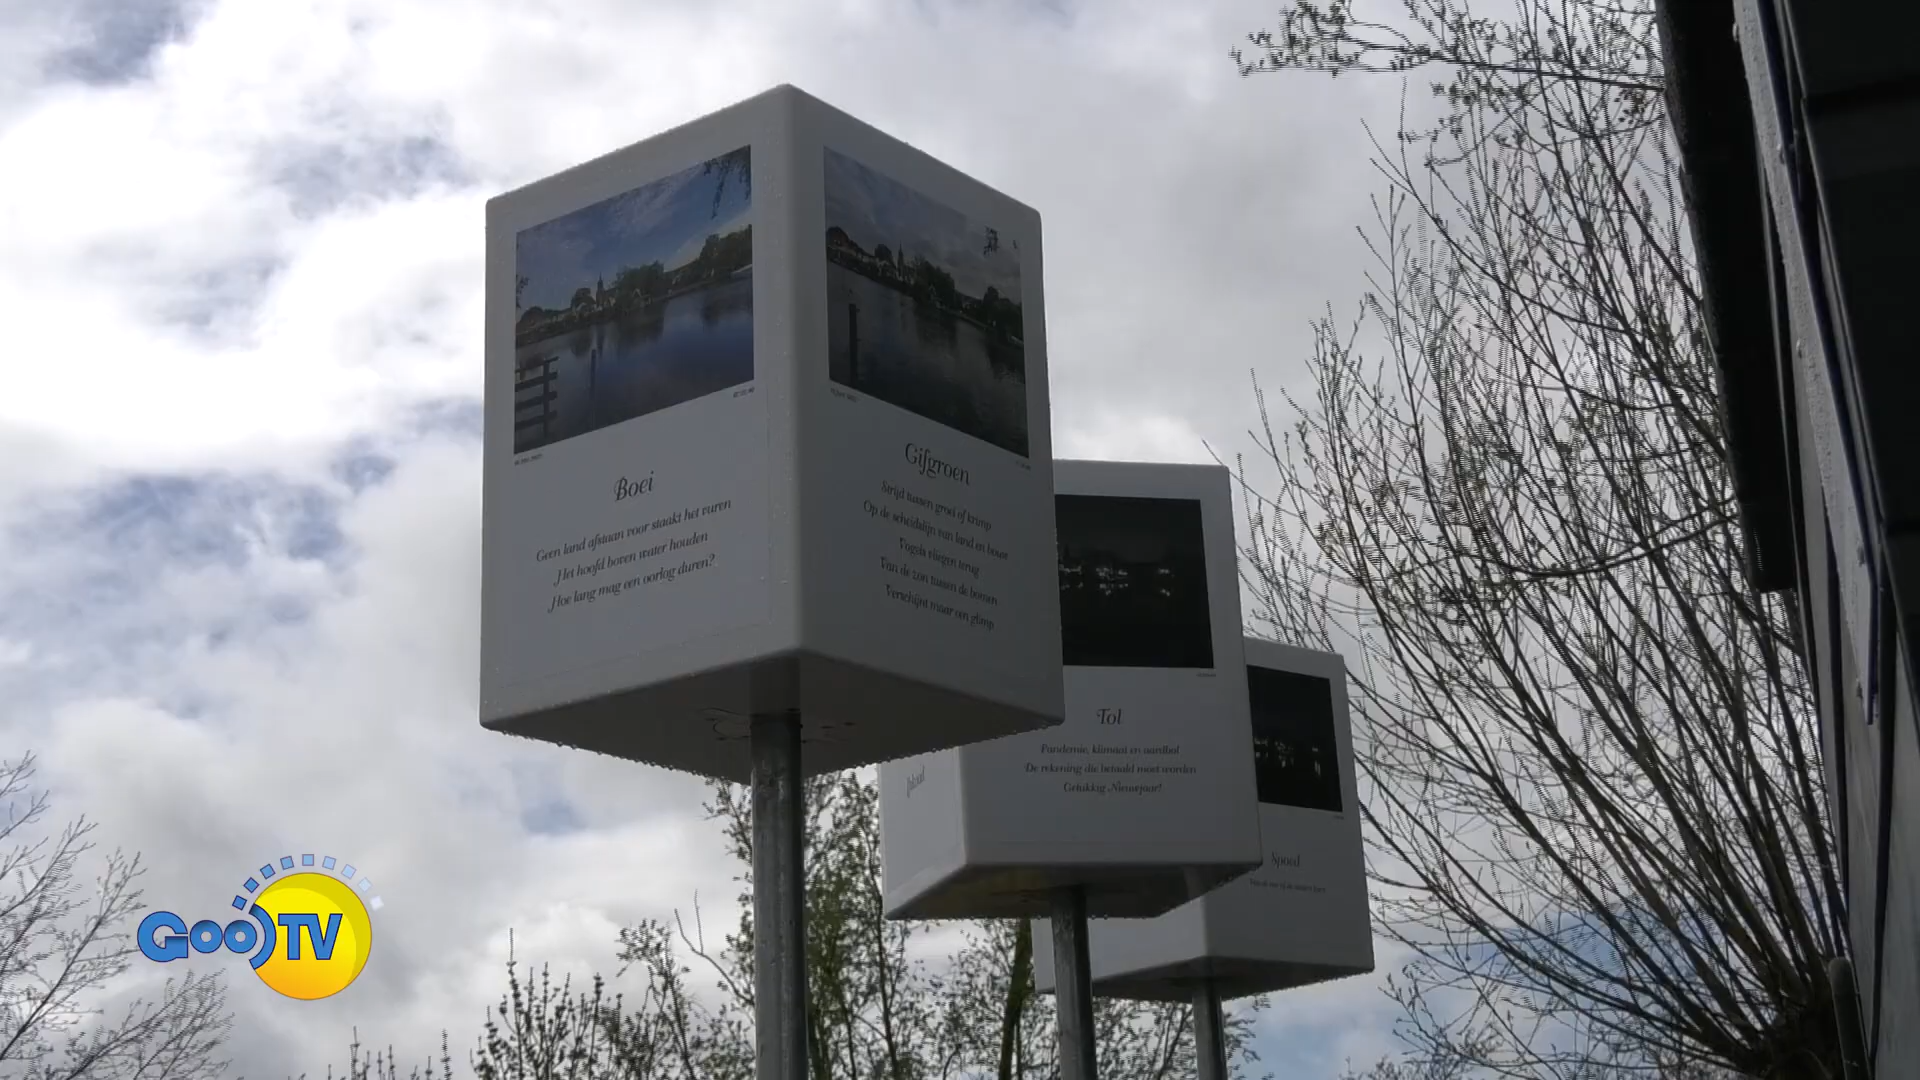 Boei
Geen land afstaan voor staakt het vuren
Het hoofd boven water houden
Hoe lang mag een oorlog duren?
Gifgroen
Strijd tussen groei of krimp
Op de scheidslijn van land en bouw
Vogels vliegen terug
Van de zon tussen de bomen
Verschijnt maar een glimp
Tol
Pandemie, klimaat en aardbol
De rekening die betaald moet worden
Gelukkig Nieuwjaar!
Spoed
GooiTV